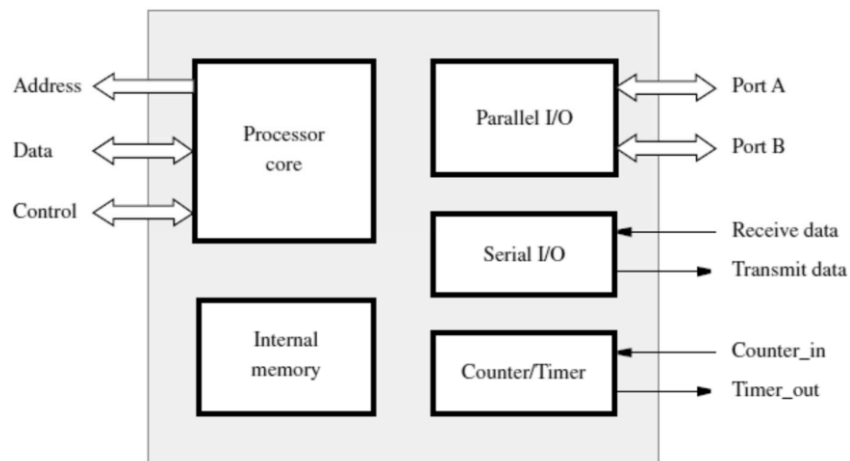 Address
Data
Control
Processor
core
Internal
memory
Parallel I/O
Serial I/O
Counter/Timer
Port A
Port B
Receive data
Transmit data
Counter_in
Timer_out